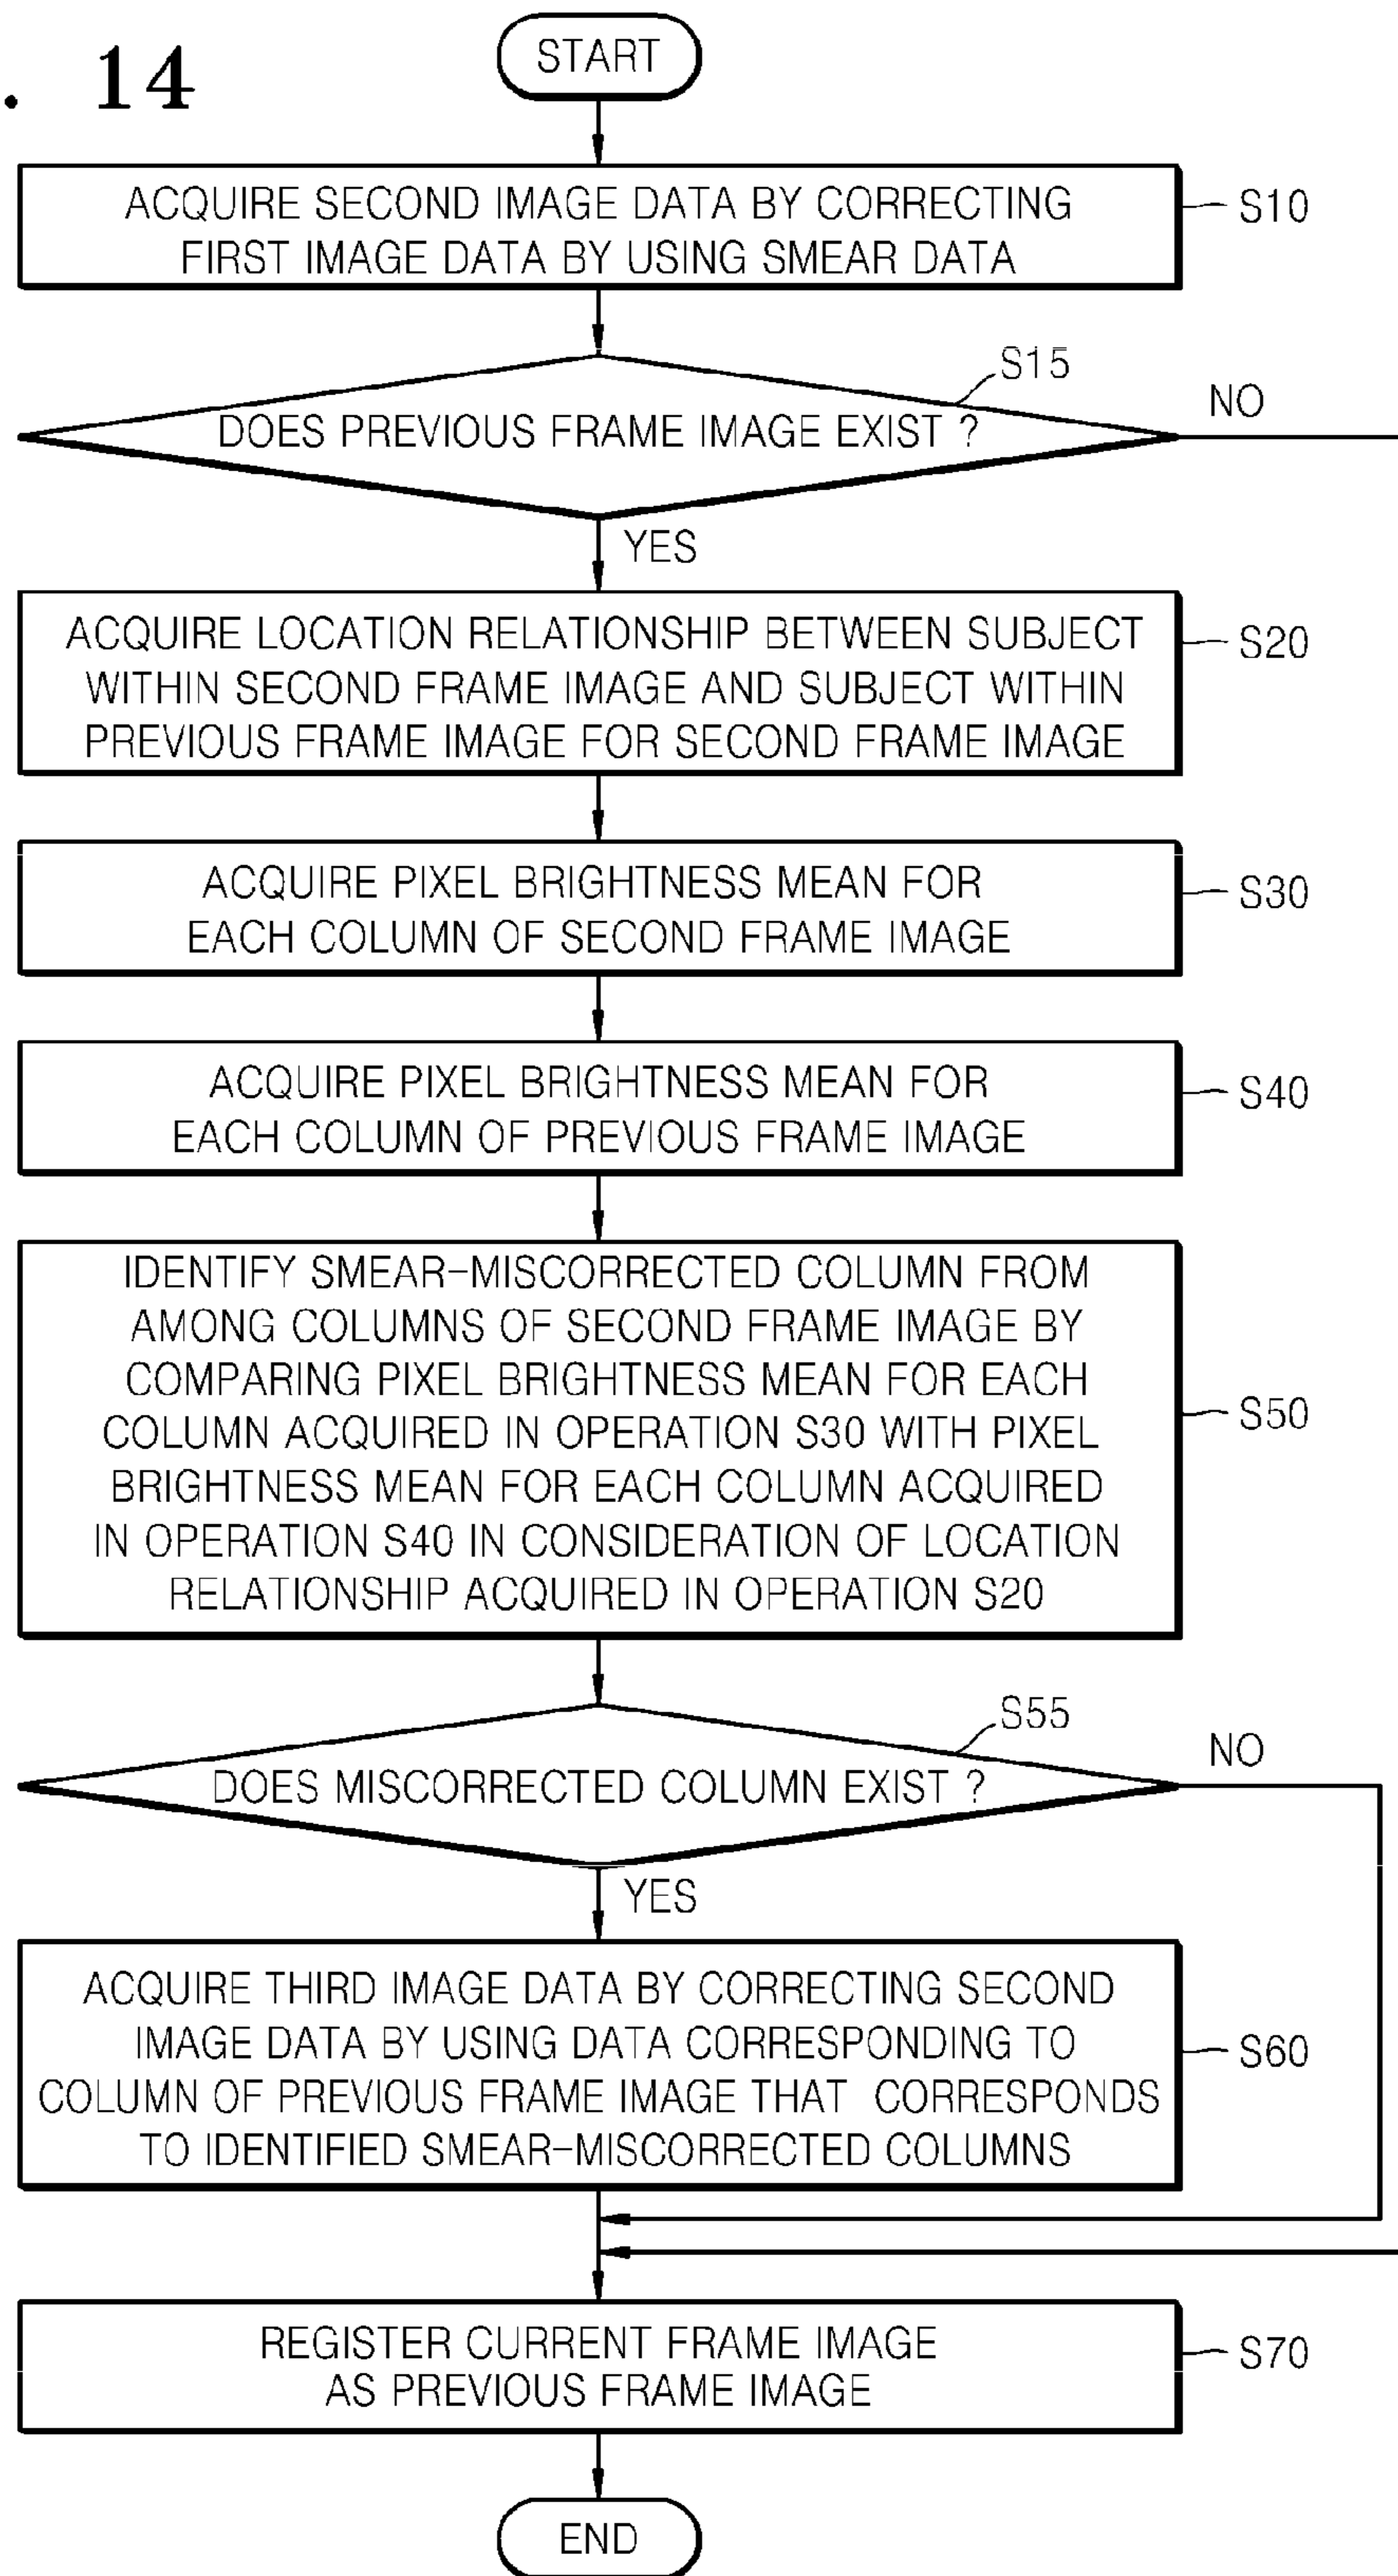 . 14
START
ACQUIRE SECOND IMAGE DATA BY CORRECTING
FIRST IMAGE DATA BY USING SMEAR DATA
S10
S15
DOES PREVIOUS FRAME IMAGE EXIST ?
NO
YES
ACQUIRE LOCATION RELATIONSHIP BETWEEN SUBJECT
WITHIN SECOND FRAME IMAGE AND SUBJECT WITHIN
PREVIOUS FRAME IMAGE FOR SECOND FRAME IMAGE
S20
ACQUIRE PIXEL BRIGHTNESS MEAN FOR
EACH COLUMN OF SECOND FRAME IMAGE
S30
ACQUIRE PIXEL BRIGHTNESS MEAN FOR
EACH COLUMN OF PREVIOUS FRAME IMAGE
S40
IDENTIFY SMEAR-MISCORRECTED COLUMN FROM
AMONG COLUMNS OF SECOND FRAME IMAGE BY
COMPARING PIXEL BRIGHTNESS MEAN FOR EACH
COLUMN ACQUIRED IN OPERATION S30 WITH PIXEL
BRIGHTNESS MEAN FOR EACH COLUMN ACQUIRED
IN OPERATION S40 IN CONSIDERATION OF LOCATION
RELATIONSHIP ACQUIRED IN OPERATION S20
S50
S55
DOES MISCORRECTED COLUMN EXIST ?
NO
YES
ACQUIRE THIRD IMAGE DATA BY CORRECTING SECOND
IMAGE DATA BY USING DATA CORRESPONDING TO
COLUMN OF PREVIOUS FRAME IMAGE THAT CORRESPONDS
TO IDENTIFIED SMEAR-MISCORRECTED COLUMNS
S60
REGISTER CURRENT FRAME IMAGE
AS PREVIOUS FRAME IMAGE
S70
END